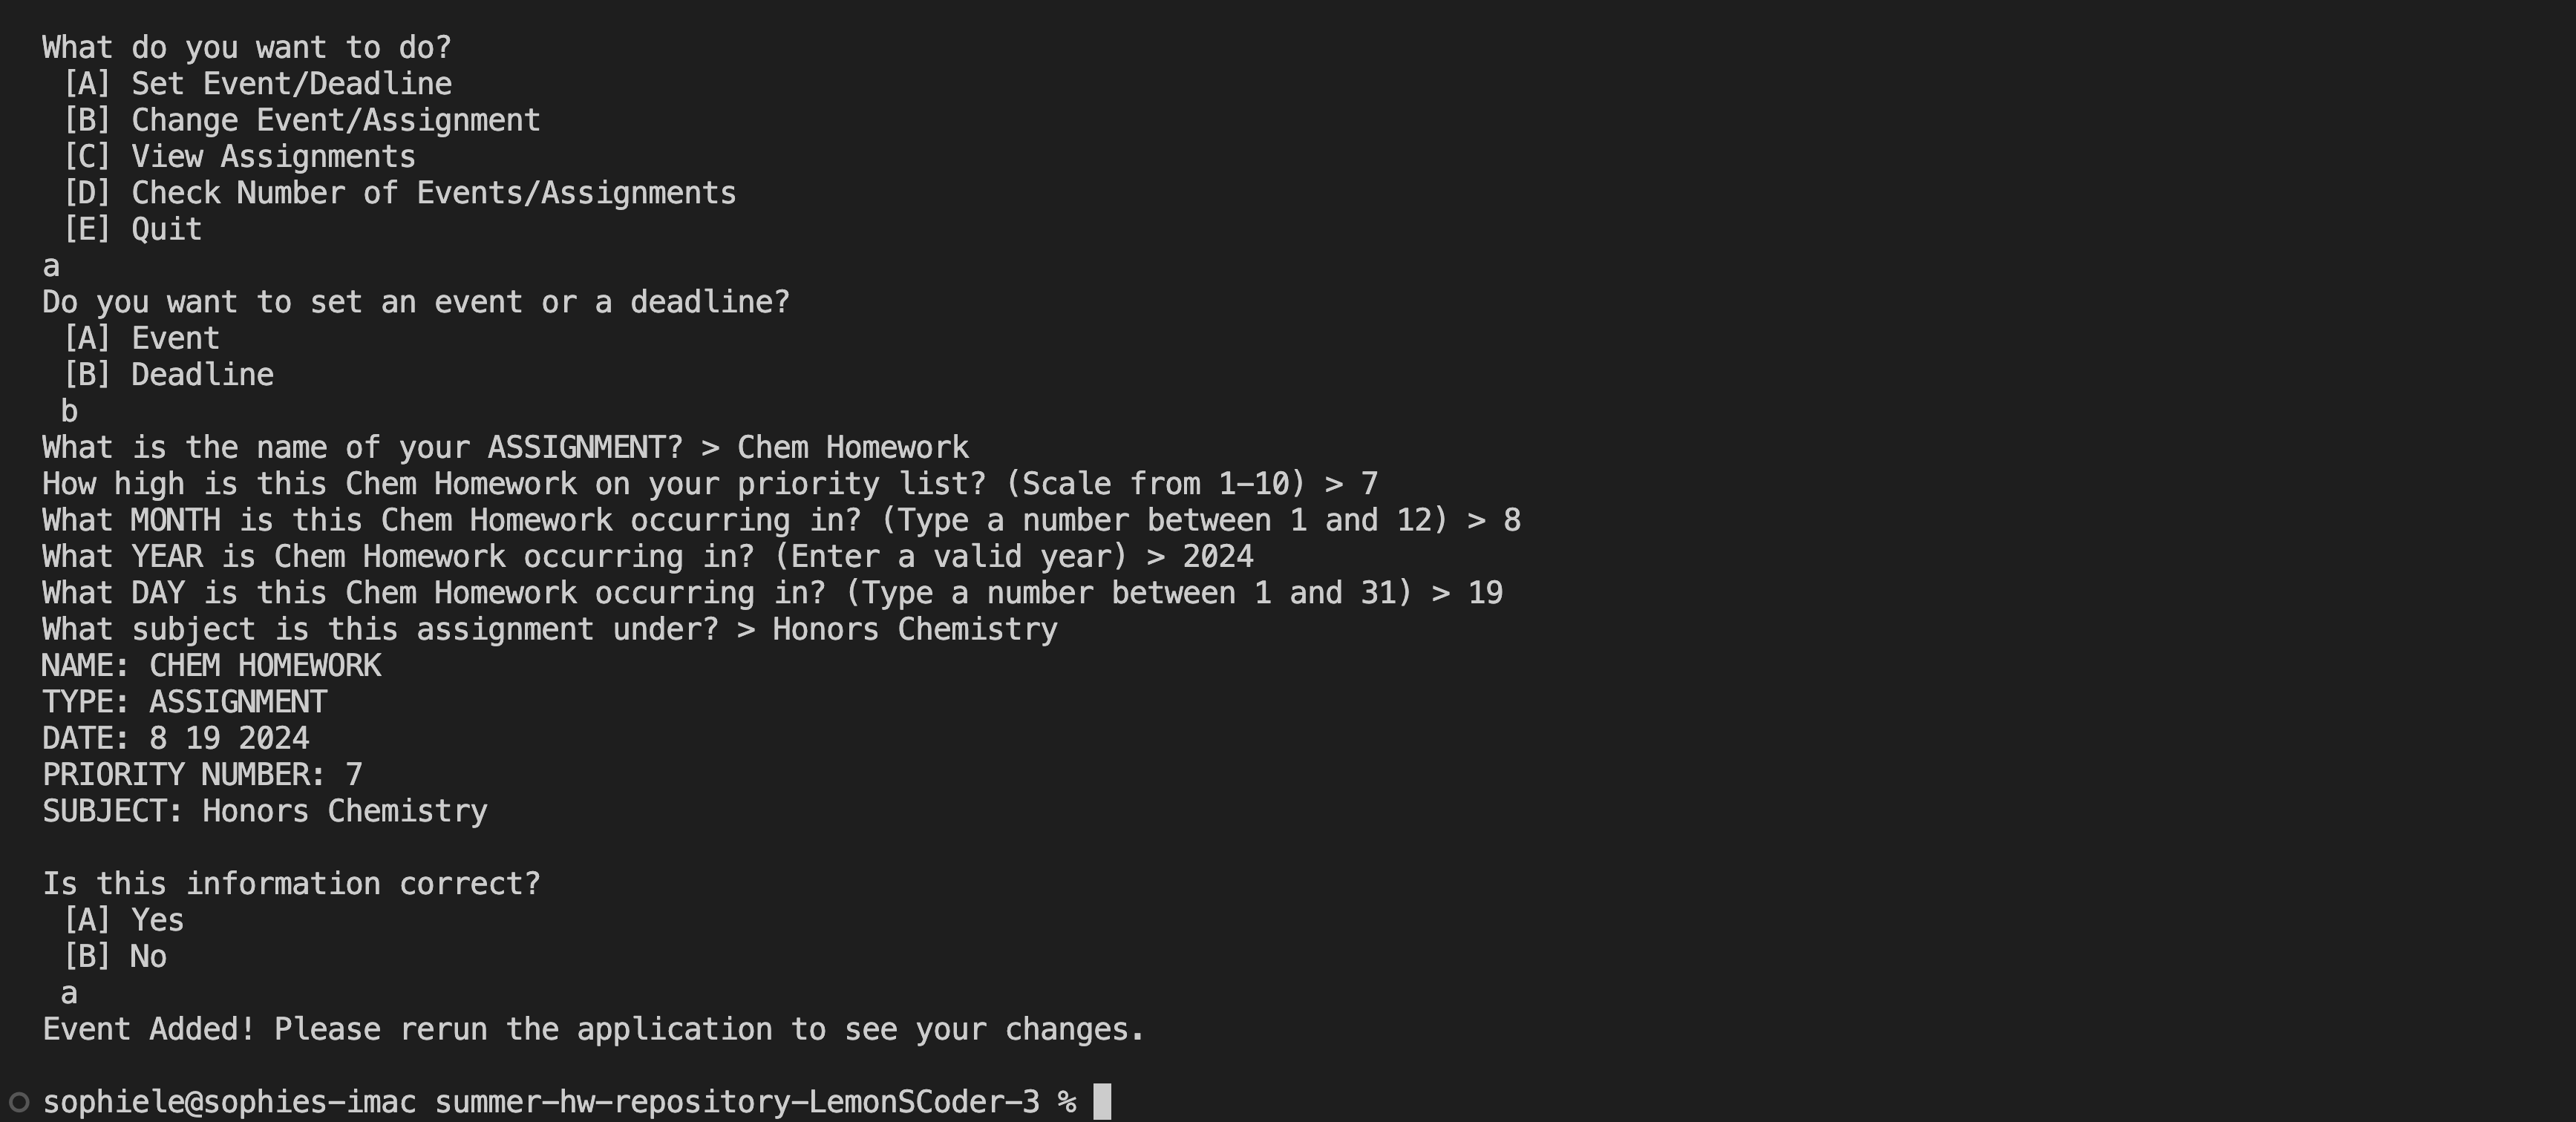 What do you want to do?
[A] Set Event/Deadline
[B] Change Event/Assignment
[C] View Assignments
[D] Check Number of Events/Assignments
[E] Quit
a
Do you want to set an event or a deadline?
[A] Event
[B] Deadline
b
What is the name of your ASSIGNMENT? > Chem Homework
How high is this Chem Homework on your priority list? (Scale from 1-10) > 7
What MONTH is this Chem Homework occurring in? (Type a number between 1 and 12) > 8
What YEAR is Chem Homework occurring in? (Enter a valid year) > 2024
What DAY is this Chem Homework occurring in? (Type a number between 1 and 31) > 19
What subject is this assignment under? > Honors Chemistry
NAME: CHEM HOMEWORK
TYPE: ASSIGNMENT
DATE: 8 19 2024
PRIORITY NUMBER: 7
SUBJECT: Honors Chemistry
Is this information correct?
[A] Yes
[B] No
a
Event Added! Please rerun the application to see your changes.
sophiele@sophies-imac summer-hw-repository-LemonSCoder-3 %